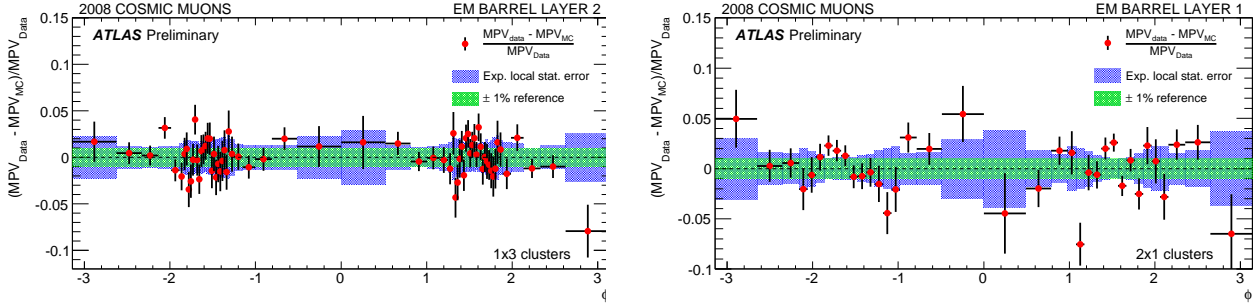 2008 COSMIC MUONS EM BARREL LAYER 2
ATLAS Preliminary
(MPV_Data - MPV_MC)/MPV_Data
0.15
0.1
0.05
0
-0.05
-0.1
MPV_data - MPV_MC
MPV_Data
Exp. local stat. error
± 1% reference
1x3 clusters
-3 -2 -1 0 1 2 3
ϕ
2008 COSMIC MUONS EM BARREL LAYER 1
ATLAS Preliminary
(MPV_Data - MPV_MC)/MPV_Data
0.15
0.1
0.05
0
-0.05
-0.1
MPV_data - MPV_MC
MPV_Data
Exp. local stat. error
± 1% reference
2x1 clusters
-3 -2 -1 0 1 2 3
ϕ